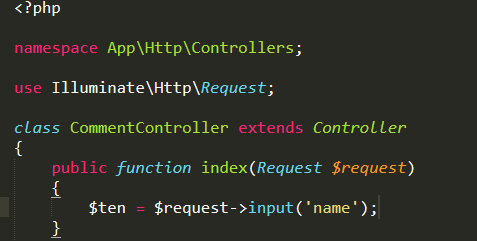 <?php
namespace App\Http\Controllers;
use Illuminate\Http\Request;
class CommentController extends Controller
{
public function index(Request $request)
{
$ten = $request->input('name');
}